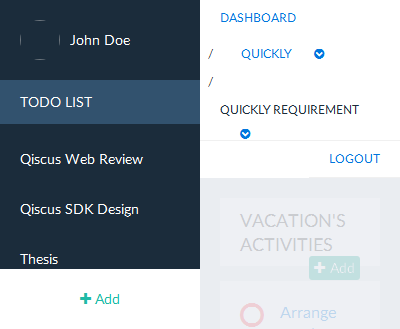 John Doe
TODO LIST
Qiscus Web Review
Qiscus SDK Design
Thesis
Add
DASHBOARD
/ QUICKLY
/
QUICKLY REQUIREMENT
LOGOUT
VACATION'S
ACTIVITIES
Add
Arrange